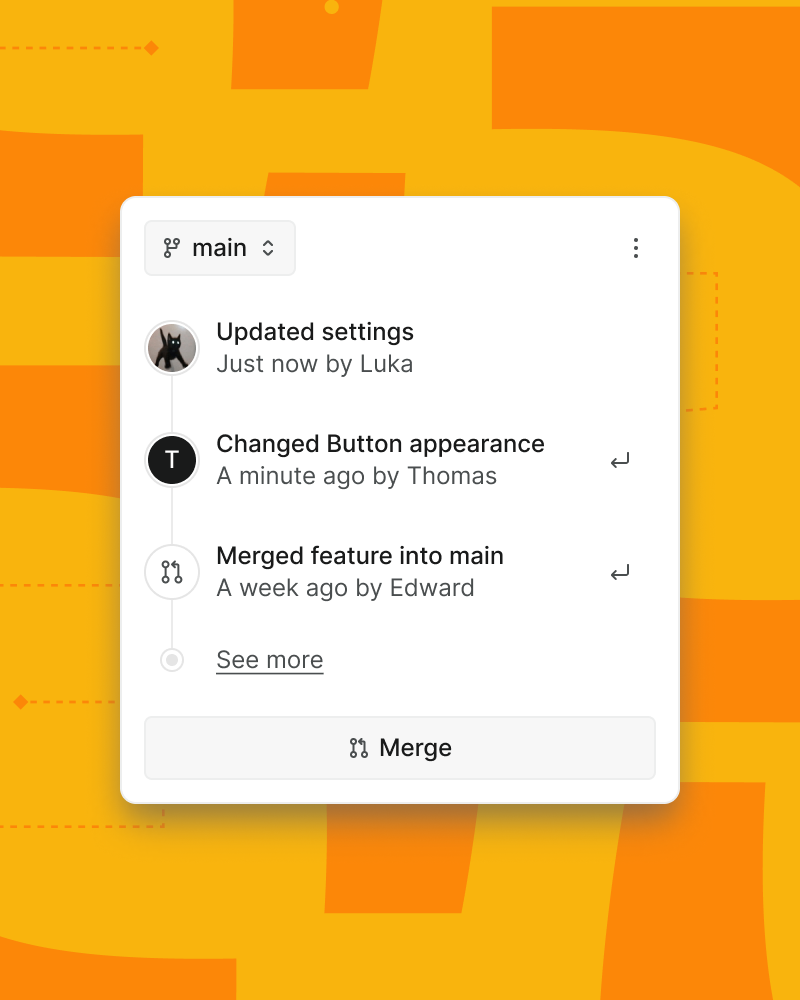 main
Updated settings
Just now by Luka
T
Changed Button appearance
A minute ago by Thomas
Merged feature into main
A week ago by Edward
See more
Merge